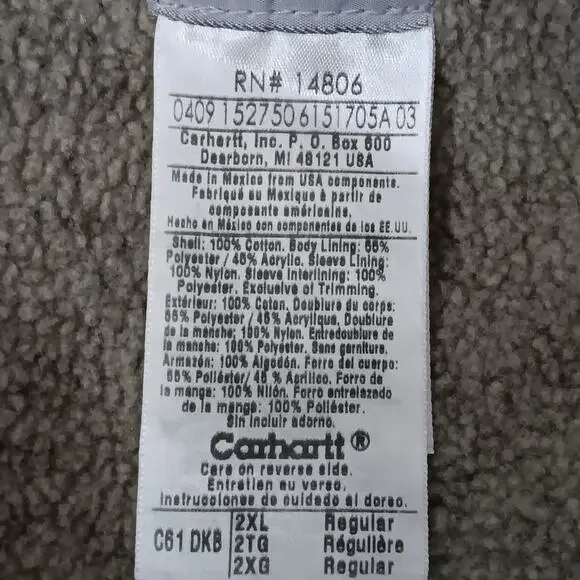 RN# 14806
0409 1527506151705A 03
Carhartt, Inc. P. O. Box 600
Dearborn, MI 48121 USA
Made in Mexico from USA components.
Fabriqué au Mexique à partir de
composants américains.
Hecho en México con componentes de los EE.UU.
Shell: 100% Cotton. Body Lining: 55%
Polyester / 45% Acrylic. Sleeve Lining:
100% Nylon. Sleeve Interlining: 100%
Polyester. Exclusive of Trimming.
Extérieur: 100% Coton. Doublure du corps:
55% Polyester / 45% Acrylique. Doublure
de la manche: 100% Nylon. Entredoublure de
la manche: 100% Polyester. Sans garniture.
Armazón: 100% Algodón. Forro del cuerpo:
55% Poliéster / 45 % Acrílico. Forro de
la manga: 100% Nilón. Forro entrelazado
de la manga: 100% Poliéster.
Sin incluir adorno.
Carhartt ®
Care on reverse side.
Entretien au verso.
Instrucciones de cuidado al dorso.
C61 DKB 2XL Regular
2TG Régulière
2XG Regular